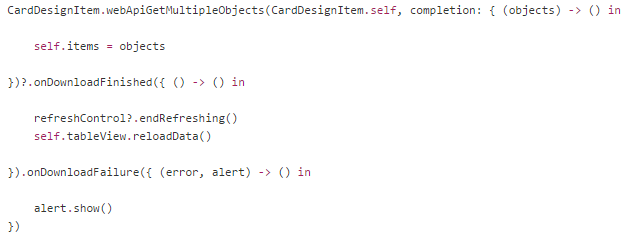 CardDesignItem.webApiGetMultipleObjects(CardDesignItem.self, completion: { (objects) -> () in
self.items = objects
})?.onDownloadFinished({ () -> () in
refreshControl?.endRefreshing()
self.tableView.reloadData()
}).onDownloadFailure({ (error, alert) -> () in
alert.show()
})